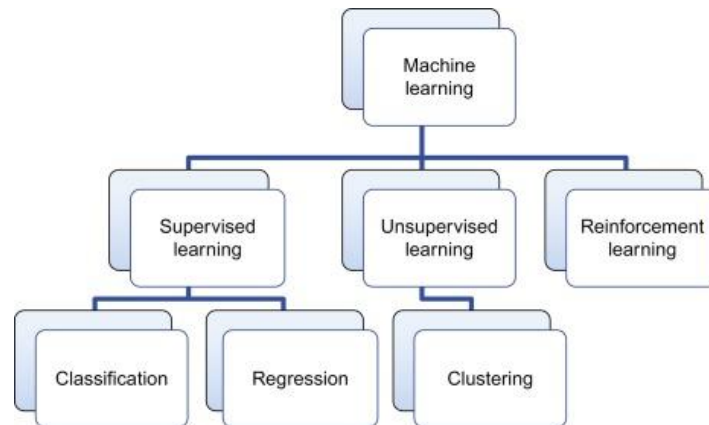 Machine
learning
Supervised
learning
Unsupervised
learning
Reinforcement
learning
Classification
Regression
Clustering